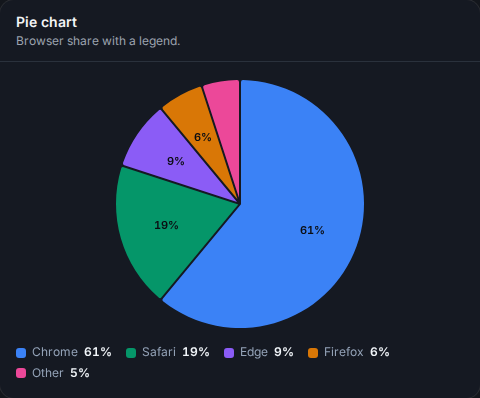 Pie chart
Browser share with a legend.
6%
9%
19%
61%
Chrome 61% Safari 19% Edge 9% Firefox 6%
Other 5%